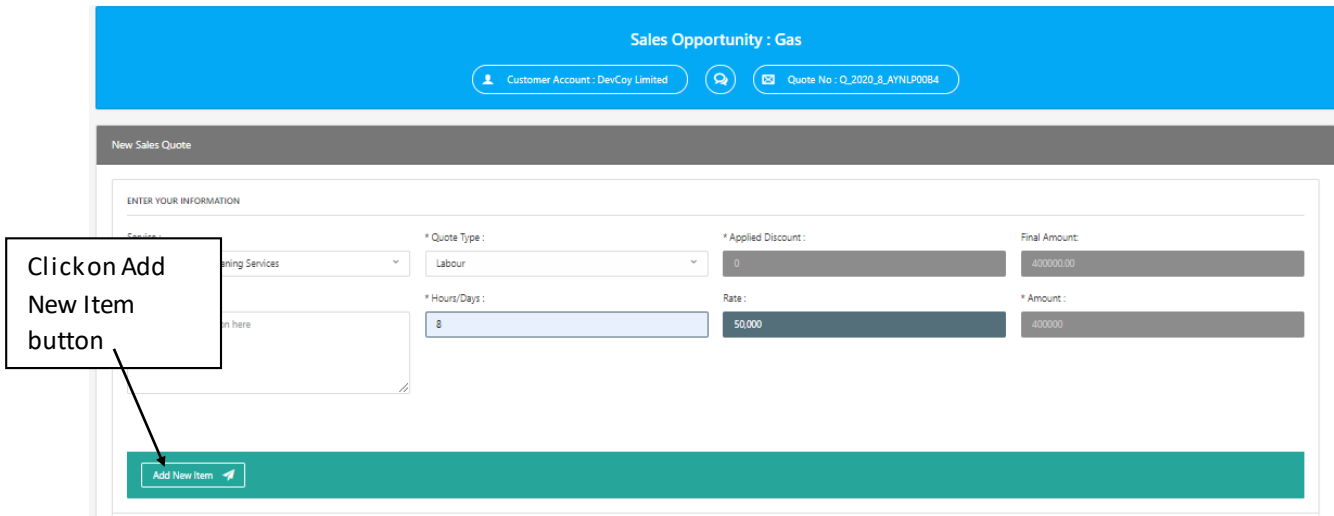 Sales Opportunity : Gas
Customer Account : DevCoy Limited
Quote No : Q_2020_8_AYNLP00B4
New Sales Quote
ENTER YOUR INFORMATION
* Quote Type :
* Applied Discount :
Final Amount:
Click on Add
New Item
button
Services
Labour
0
400000.00
* Hours/Days :
Rate :
* Amount :
here
8
50,000
400000
Add New Item